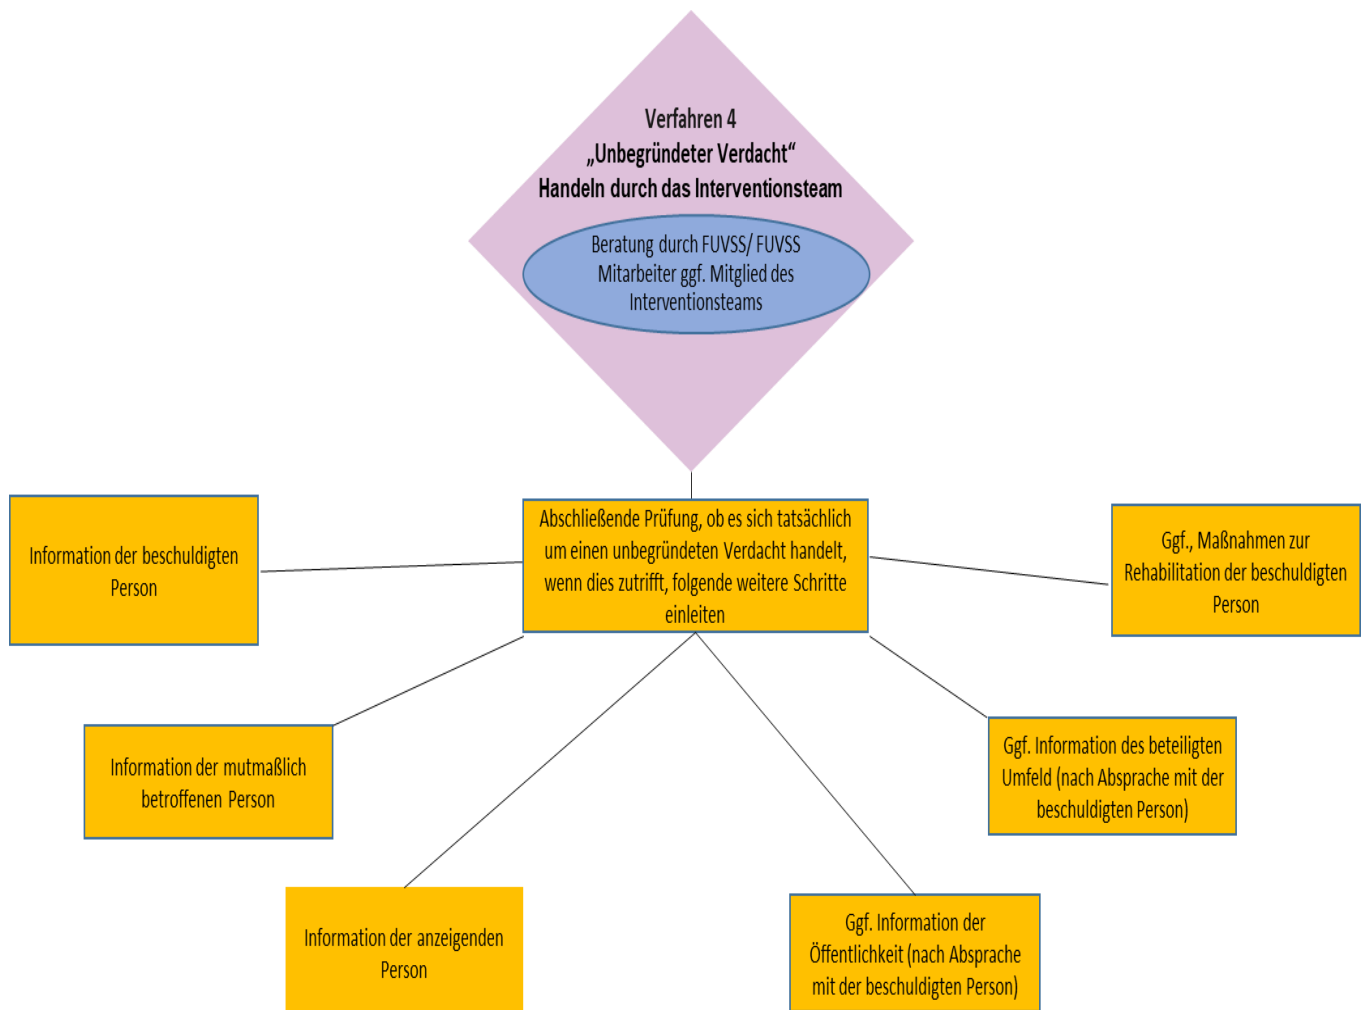 Verfahren 4
„Unbegründeter Verdacht“
Handeln durch das Interventionsteam
Beratung durch FUVSS/ FUVSS
Mitarbeiter ggf. Mitglied des
Interventionsteams
Abschließende Prüfung, ob es sich tatsächlich
um einen unbegründeten Verdacht handelt,
wenn dies zutrifft, folgende weitere Schritte
einleiten
Information der beschuldigten
Person
Ggf., Maßnahmen zur
Rehabilitation der beschuldigten
Person
Information der mutmaßlich
betroffenen Person
Ggf. Information des beteiligten
Umfeld (nach Absprache mit der
beschuldigten Person)
Information der anzeigenden
Person
Ggf. Information der
Öffentlichkeit (nach Absprache
mit der beschuldigten Person)